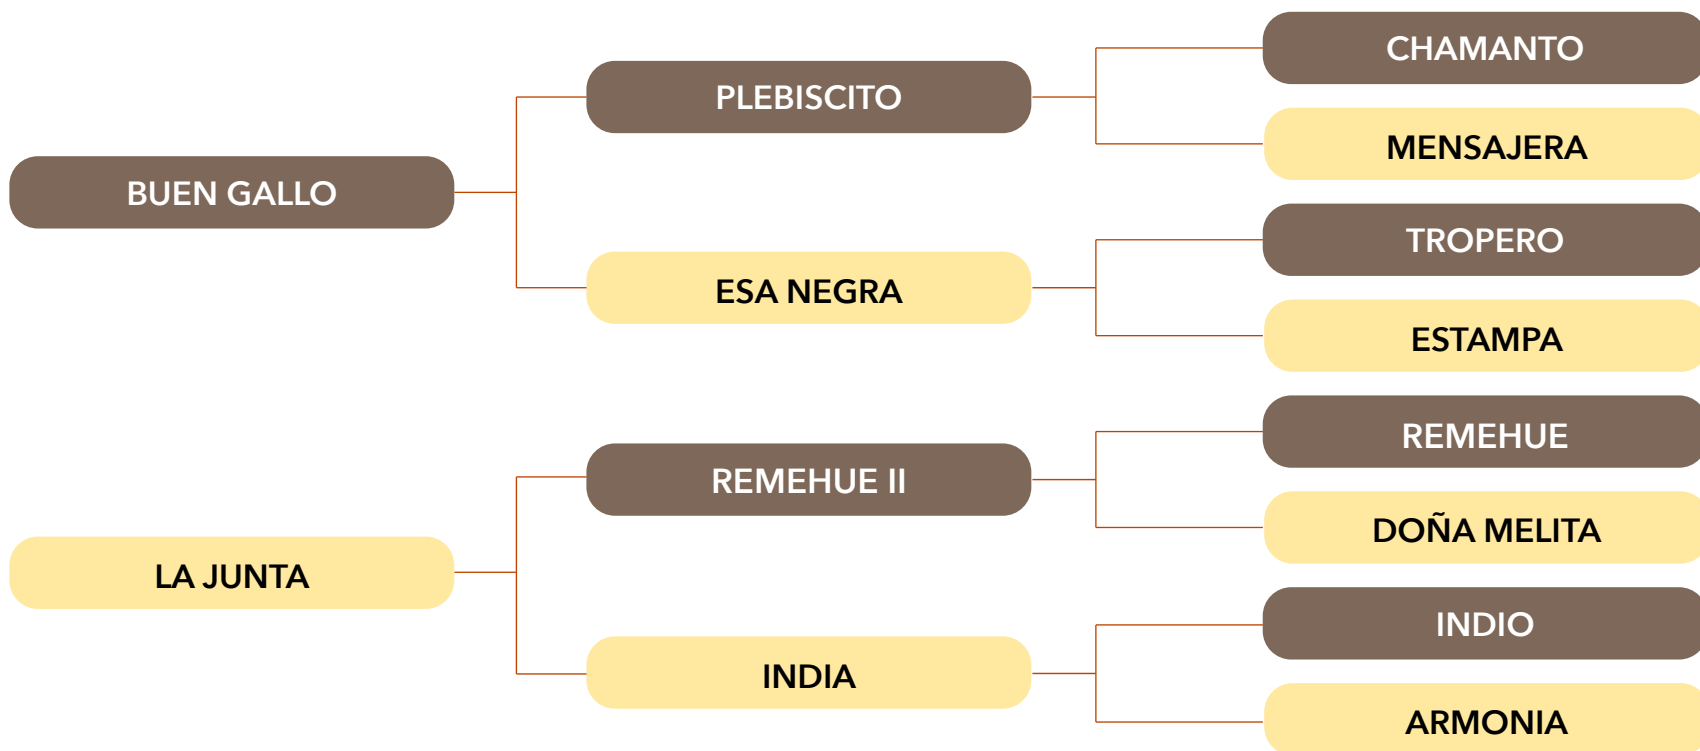 CHAMANTO
PLEBISCITO
MENSAJERA
BUEN GALLO
TROPERO
ESA NEGRA
ESTAMPA
REMEHUE
REMEHUE II
DOÑA MELITA
LA JUNTA
INDIO
INDIA
ARMONIA